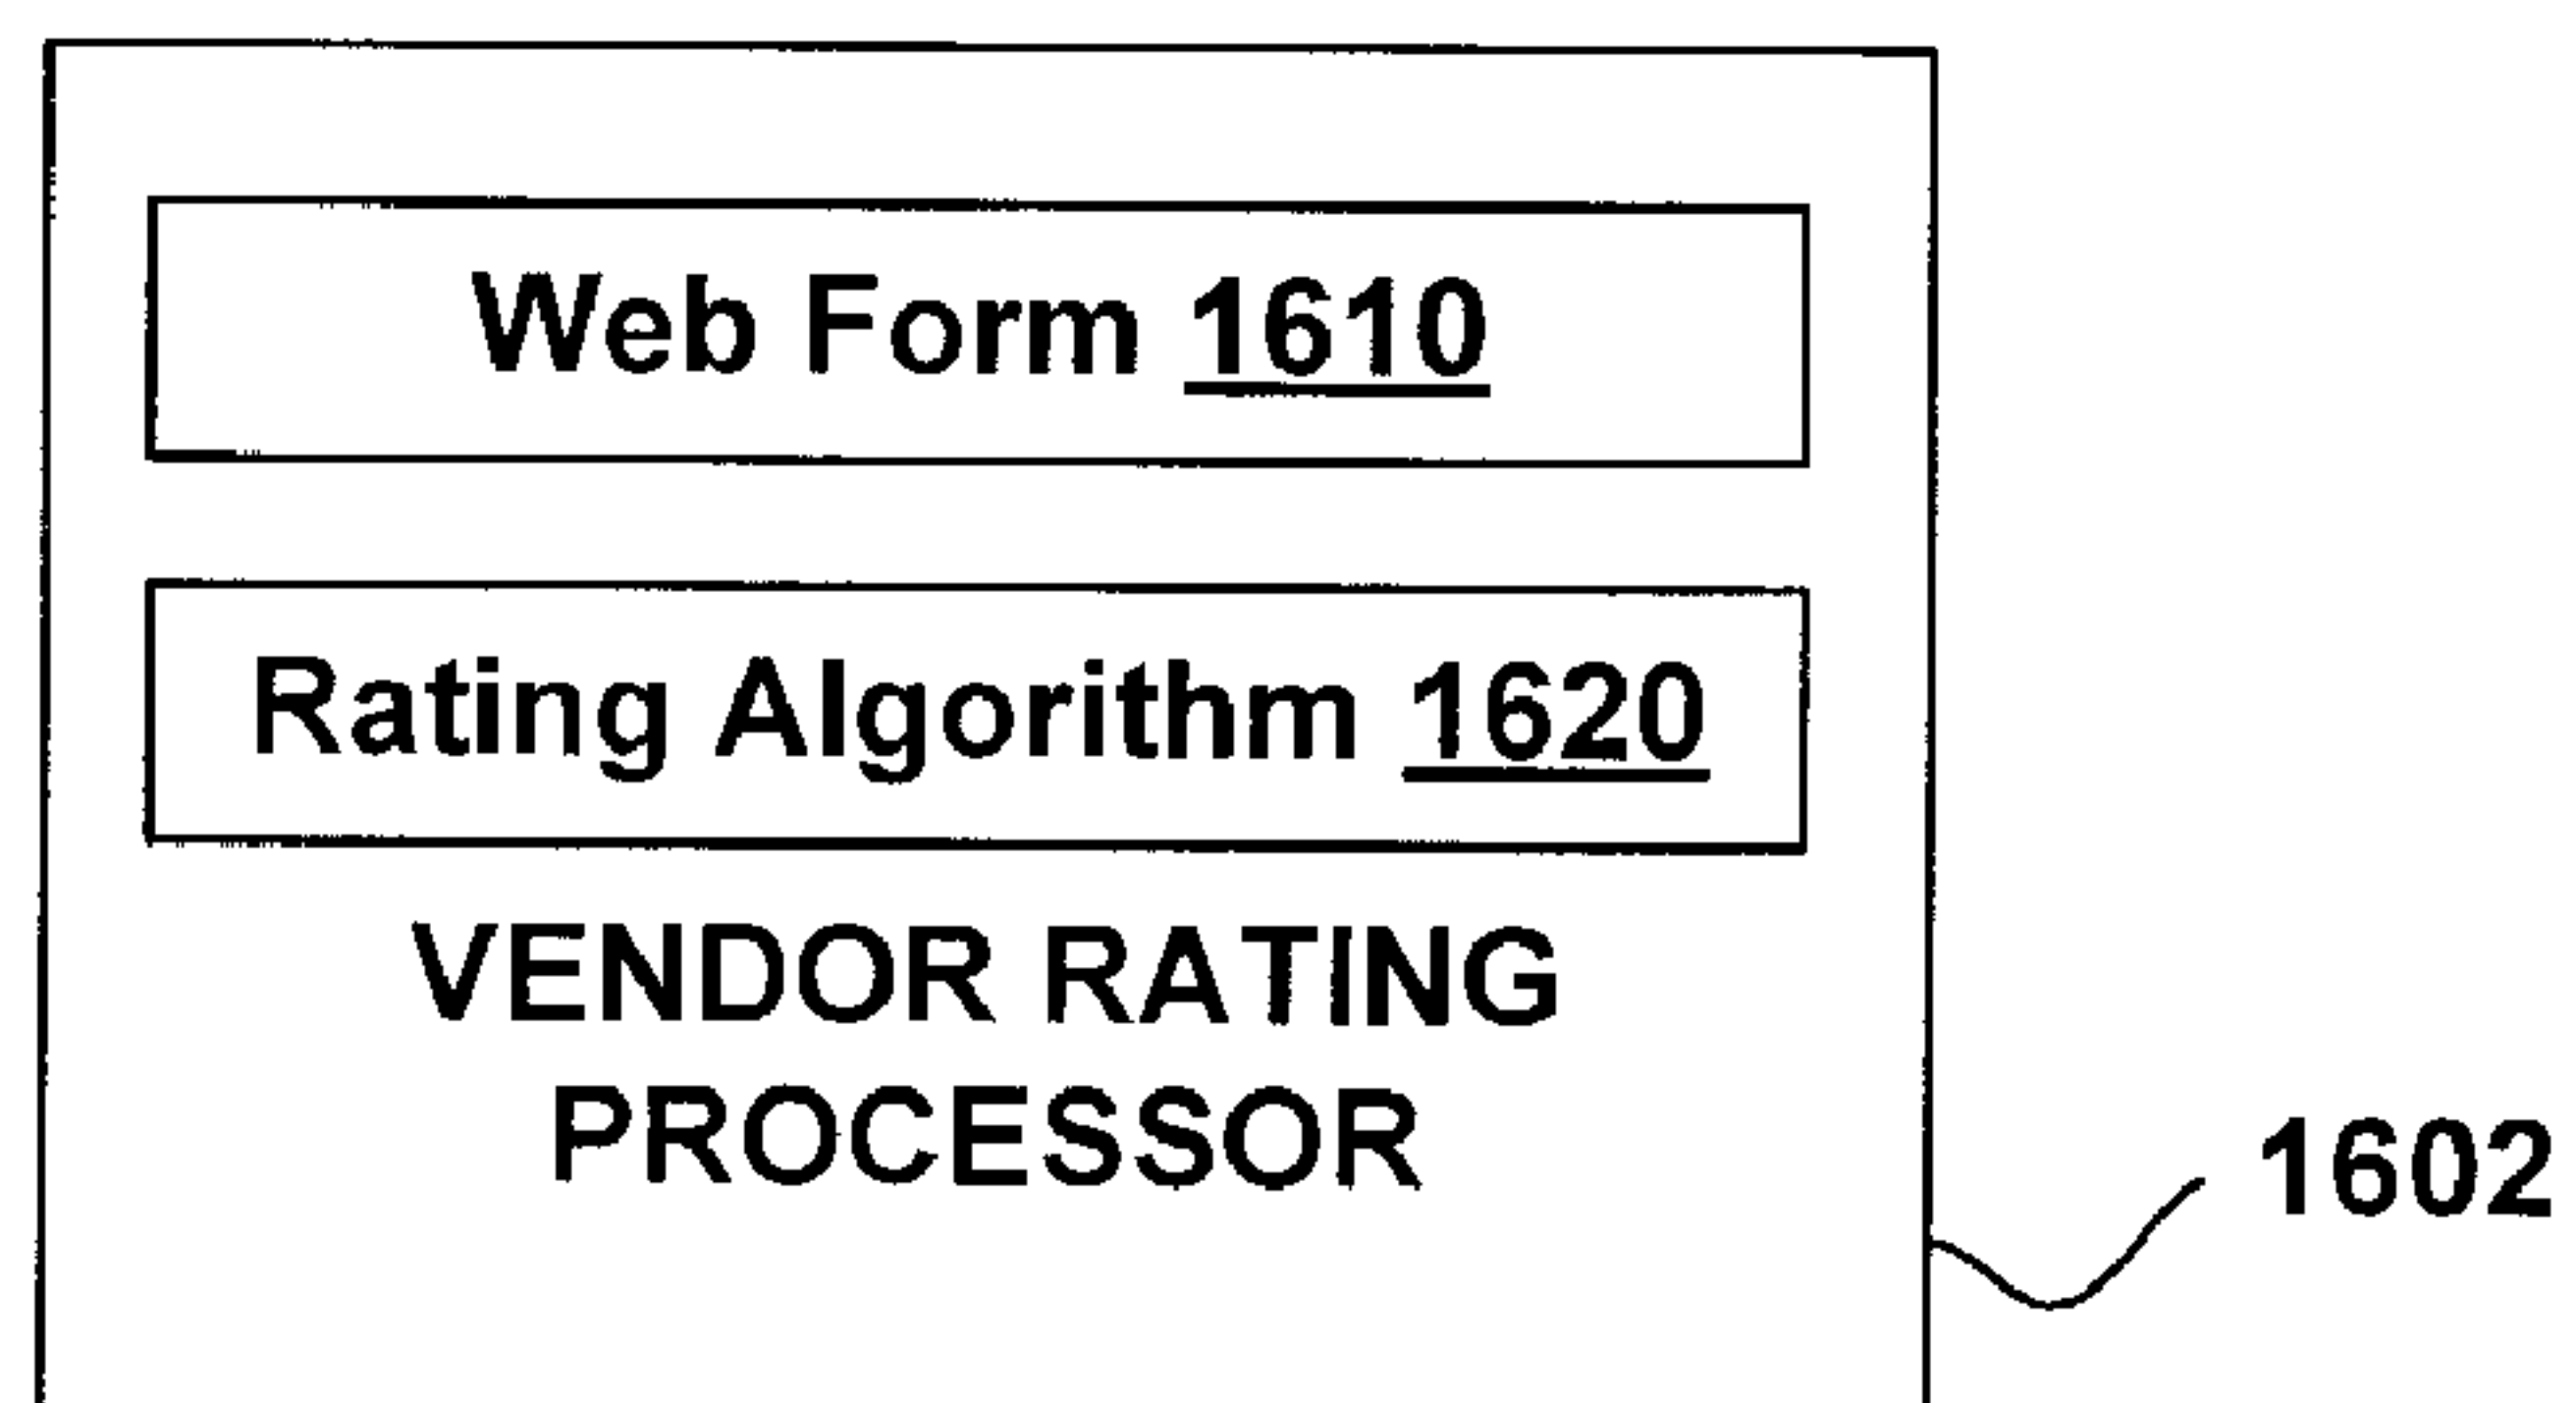 Web Form 1610
Rating Algorithm 1620
VENDOR RATING
PROCESSOR
1602